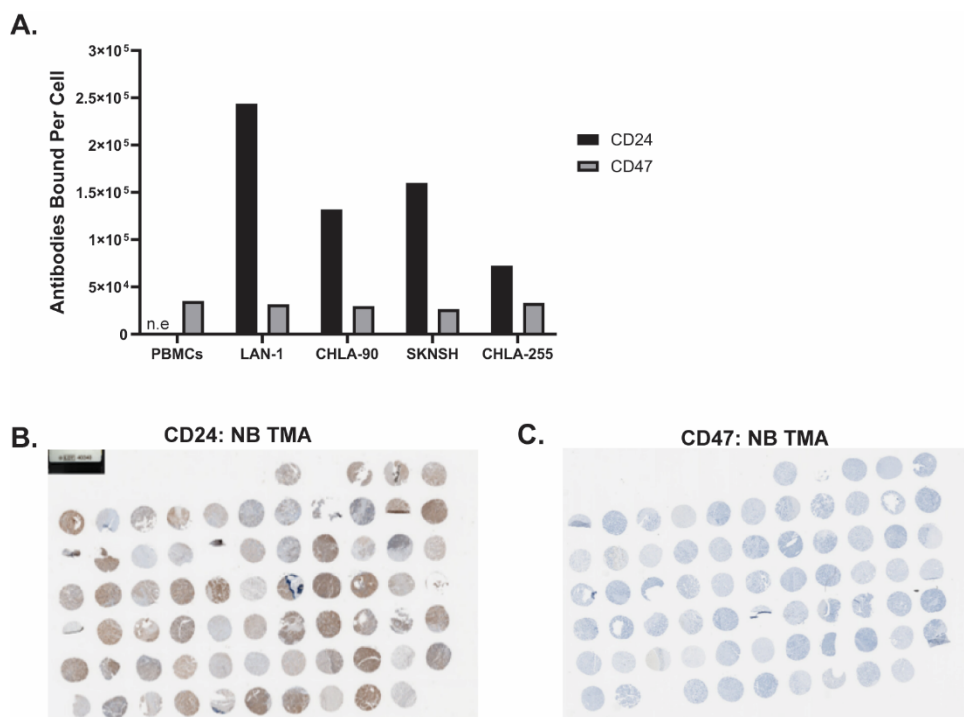 A.
Antibodies Bound Per Cell
3×10⁵
2.5×10⁵
2×10⁵
1.5×10⁵
1×10⁵
5×10⁴
0
n.e
PBMCs LAN-1 CHLA-90 SKNSH CHLA-255
CD24
CD47
B. CD24: NB TMA
C. CD47: NB TMA